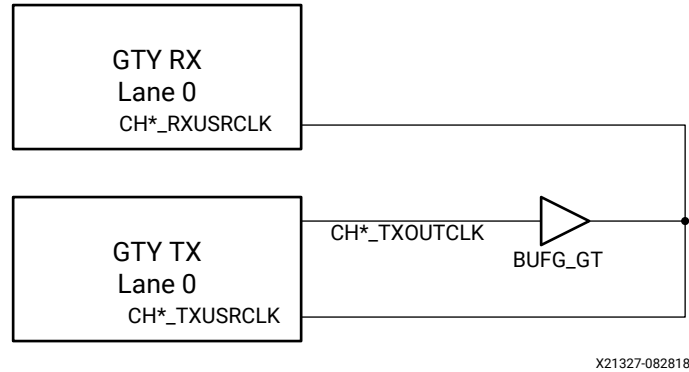 GTY RX
Lane 0
CH*_RXUSRCLK
GTY TX
Lane 0
CH*_TXUSRCLK
CH*_TXOUTCLK
BUFG_GT
X21327-082818